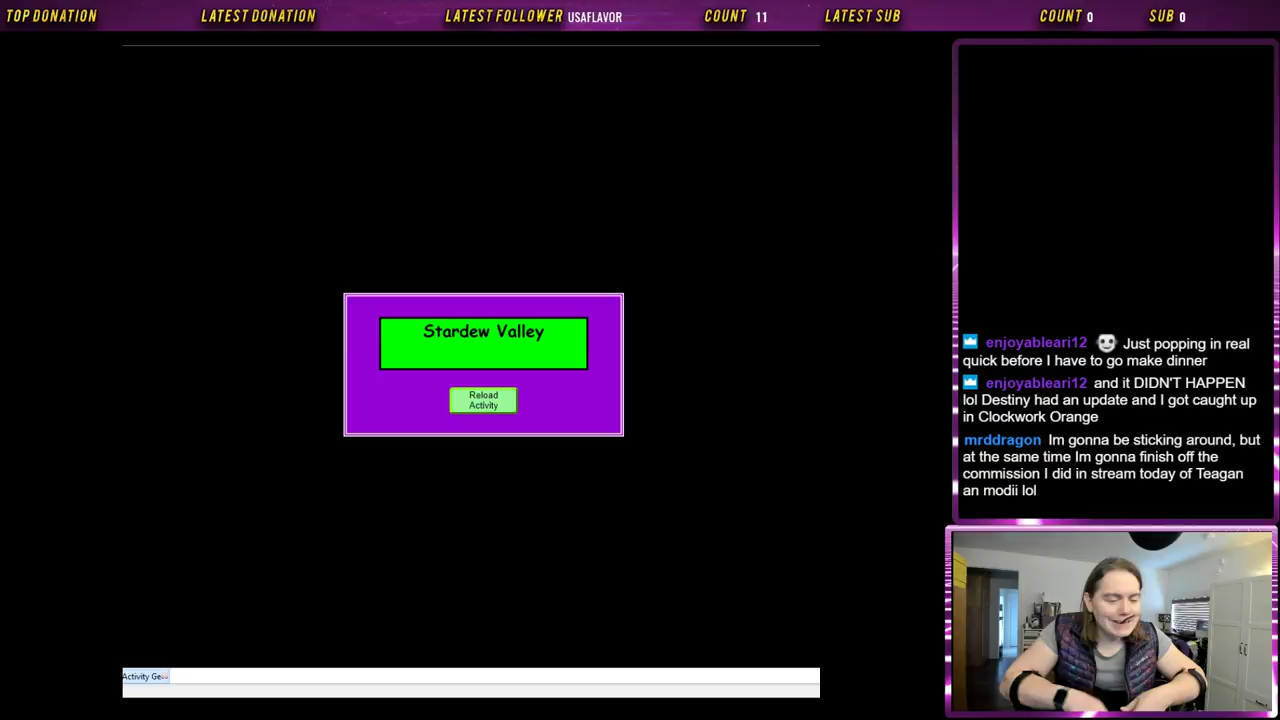 TOP DONATION LATEST DONATION LATEST FOLLOWER USAFLAVOR COUNT 11 LATEST SUB COUNT 0 SUB 0
Stardew Valley
Reload
Activity
enjoyableari12 Just popping in real
quick before I have to go make dinner
enjoyableari12 and it DIDN'T HAPPEN
lol Destiny had an update and I got caught up
in Clockwork Orange
mrddragon Im gonna be sticking around, but
at the same time Im gonna finish off the
commission I did in stream today of Teagan
an modii lol
Activity Ge